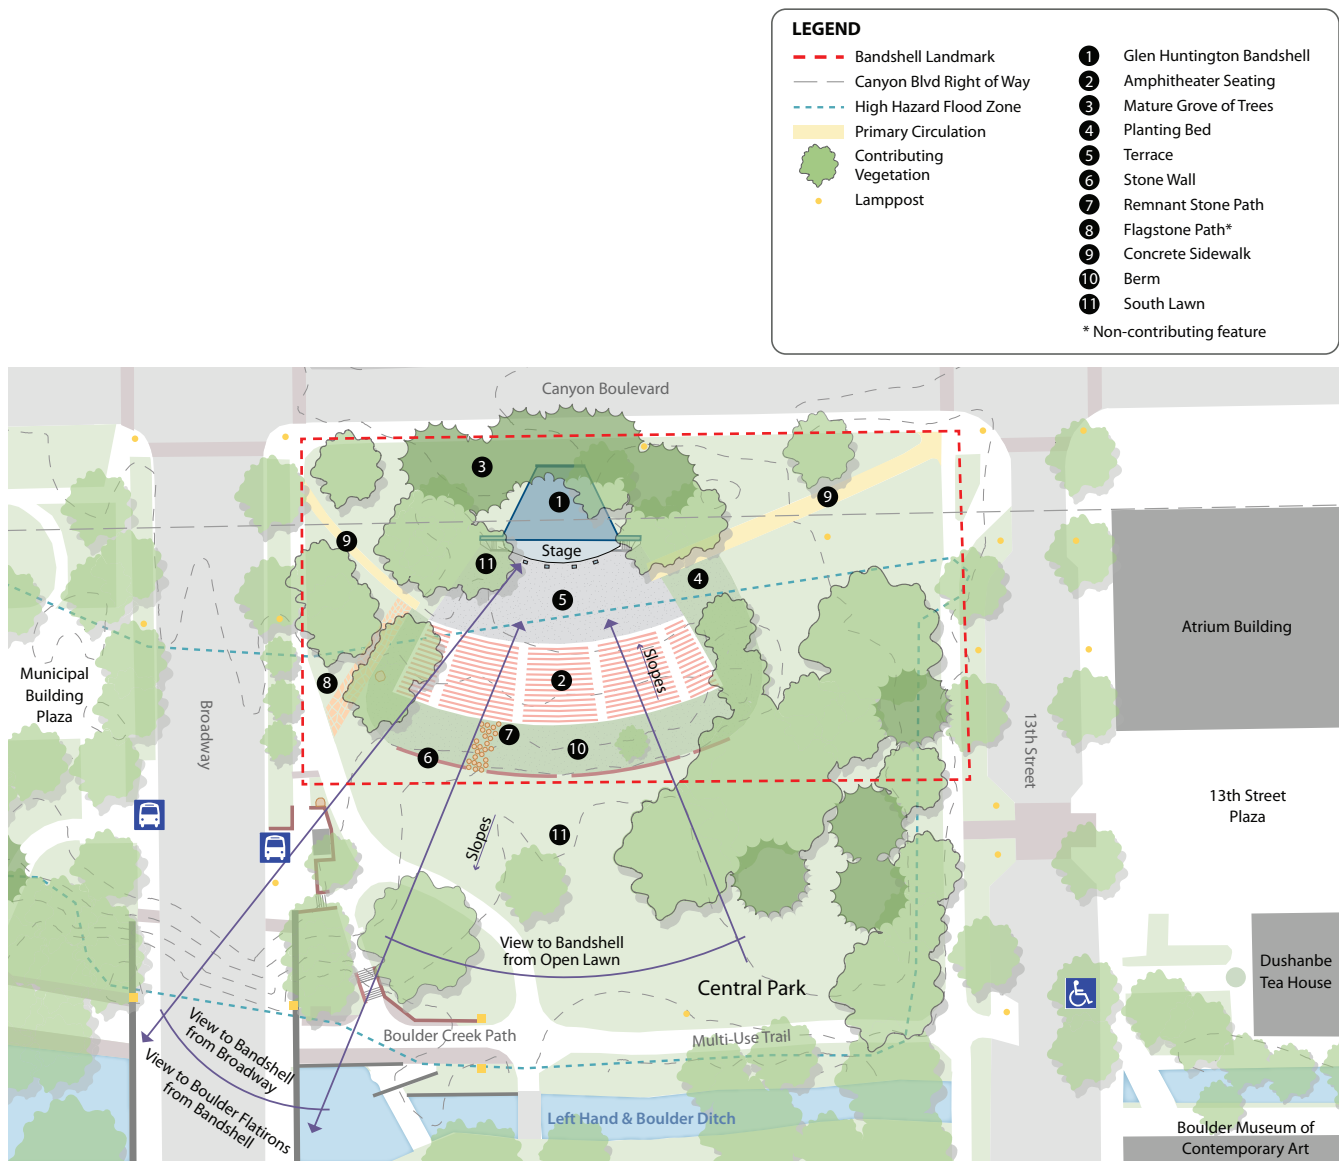 LEGEND
Bandshell Landmark
Canyon Blvd Right of Way
High Hazard Flood Zone
Primary Circulation
Contributing
Vegetation
Lamppost
1 Glen Huntington Bandshell
2 Amphitheater Seating
3 Mature Grove of Trees
4 Planting Bed
5 Terrace
6 Stone Wall
7 Remnant Stone Path
8 Flagstone Path*
9 Concrete Sidewalk
10 Berm
11 South Lawn
* Non-contributing feature
Canyon Boulevard
3
1
9
9
Stage
11
4
5
Atrium Building
Municipal
Building
Plaza
8
2
Slopes
Broadway
13th Street
7
10
6
13th Street
Plaza
Slopes
11
View to Bandshell
from Open Lawn
Central Park
Dushanbe
Tea House
Boulder Creek Path
Multi-Use Trail
View to Bandshell
from Broadway
View to Boulder Flatirons
from Bandshell
Left Hand & Boulder Ditch
Boulder Museum of
Contemporary Art